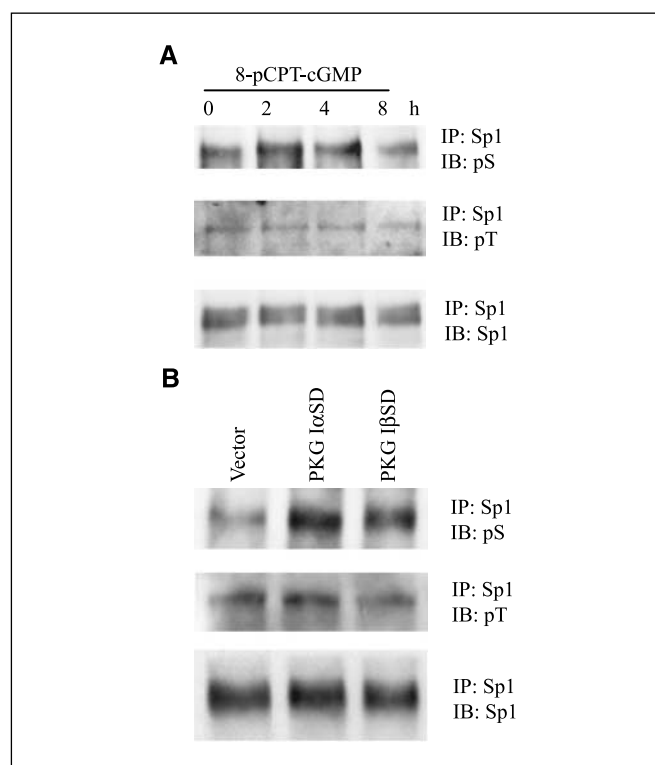 A
8-pCPT-cGMP
0 2 4 8 h
IP: Sp1
IB: pS
IP: Sp1
IB: pT
IP: Sp1
IB: Sp1
B
Vector
PKG IαSD
PKG IβSD
IP: Sp1
IB: pS
IP: Sp1
IB: pT
IP: Sp1
IB: Sp1